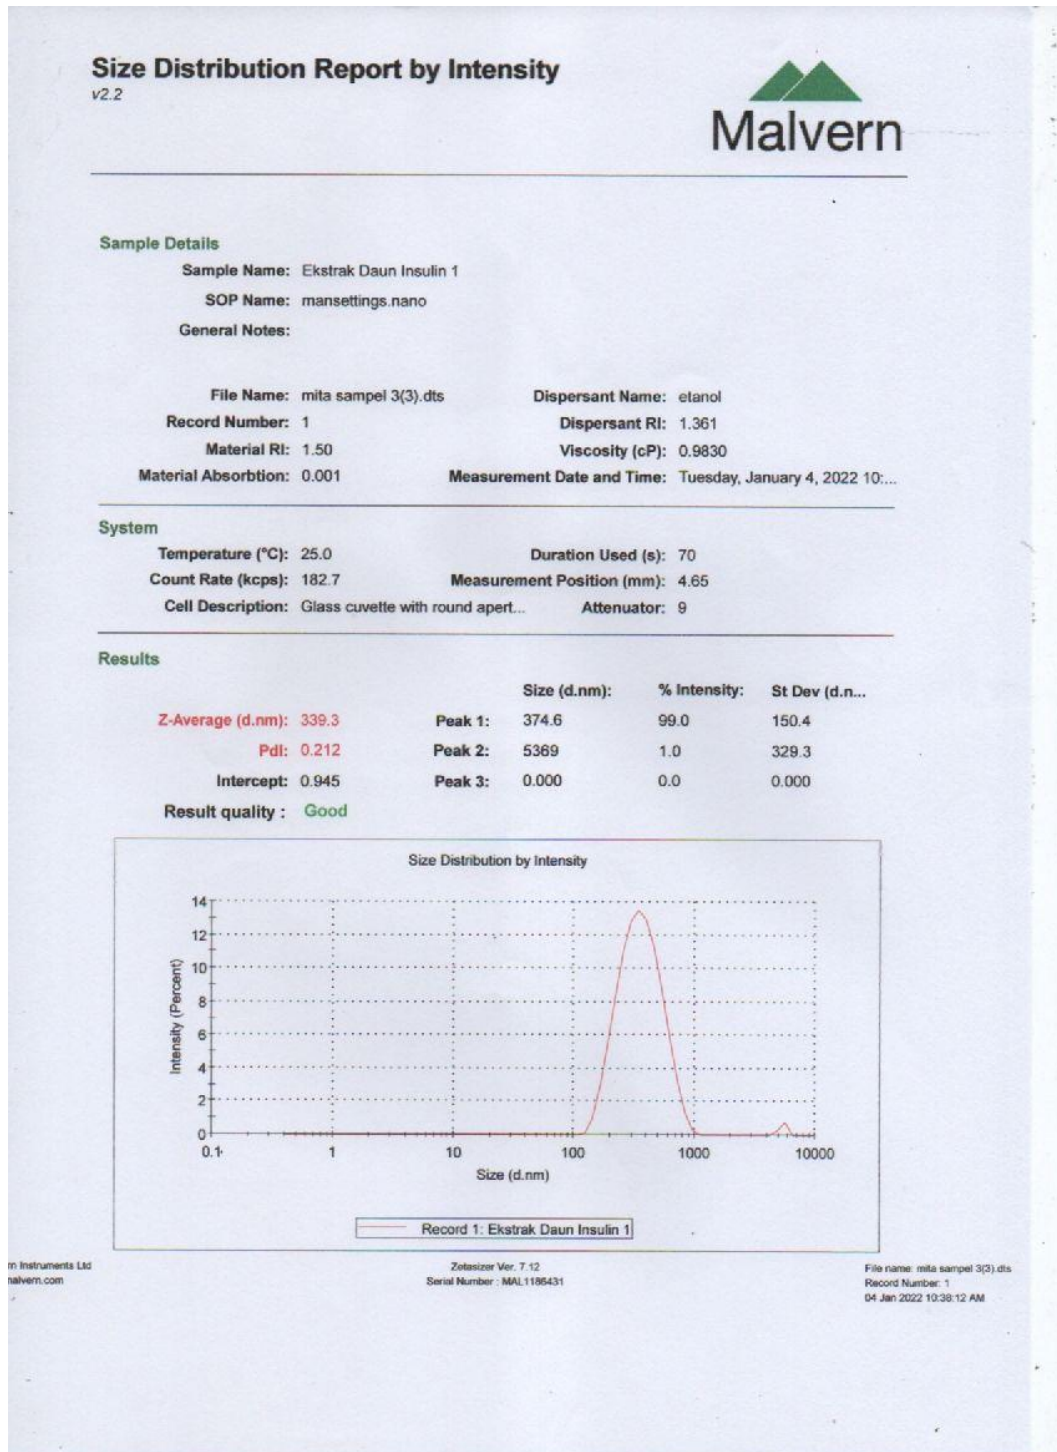 Size Distribution Report by Intensity
v2.2
Malvern
Sample Details
Sample Name: Ekstrak Daun Insulin 1
SOP Name: mansettings.nano
General Notes:
File Name: mita sampel 3(3).dts Dispersant Name: etanol
Record Number: 1 Dispersant RI: 1.361
Material RI: 1.50 Viscosity (cP): 0.9830
Material Absorbtion: 0.001 Measurement Date and Time: Tuesday, January 4, 2022 10:...
System
Temperature (°C): 25.0 Duration Used (s): 70
Count Rate (kcps): 182.7 Measurement Position (mm): 4.65
Cell Description: Glass cuvette with round apert... Attenuator: 9
Results
Size (d.nm): % Intensity: St Dev (d.n...
Z-Average (d.nm): 339.3 Peak 1: 374.6 99.0 150.4
PdI: 0.212 Peak 2: 5369 1.0 329.3
Intercept: 0.945 Peak 3: 0.000 0.0 0.000
Result quality : Good
Size Distribution by Intensity
Intensity (Percent)
14
12
10
8
6
4
2
0
0.1 1 10 100 1000 10000
Size (d.nm)
Record 1: Ekstrak Daun Insulin 1
rn Instruments Ltd Zetasizer Ver. 7.12 File name: mita sampel 3(3).dts
nalvern.com Serial Number : MAL1186431 Record Number: 1
04 Jan 2022 10:38:12 AM